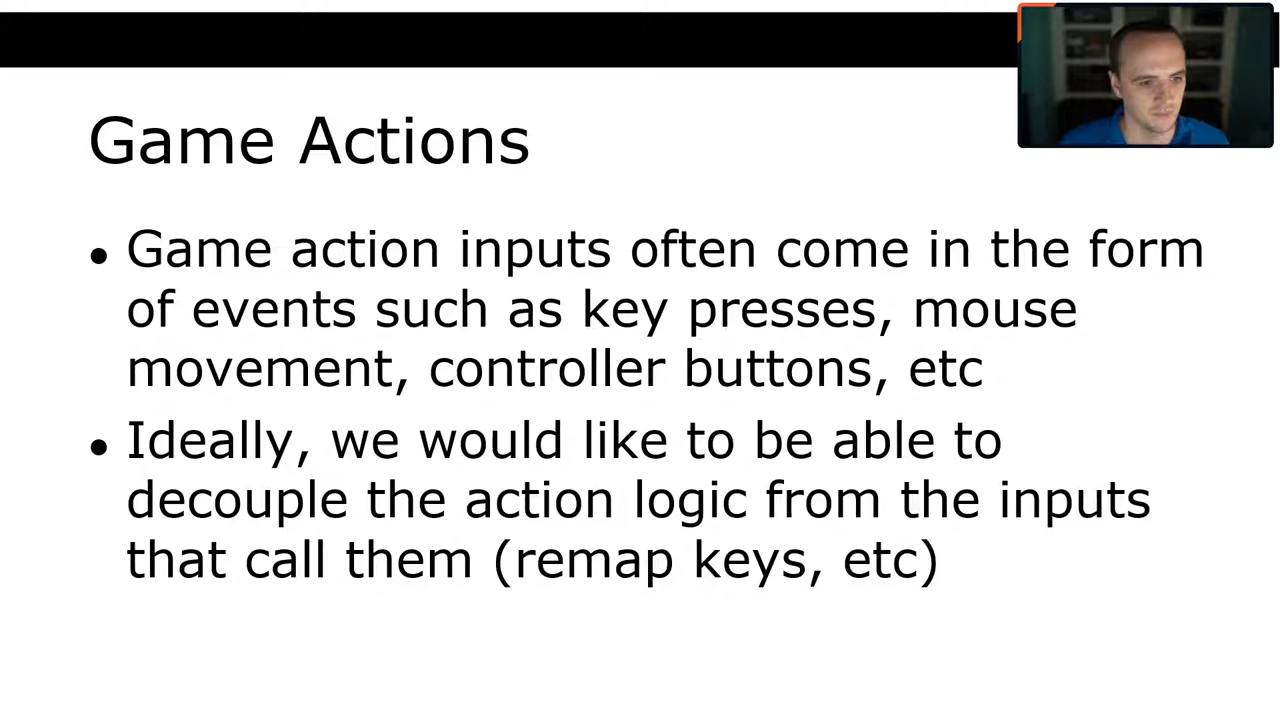 Game Actions
● Game action inputs often come in the form
of events such as key presses, mouse
movement, controller buttons, etc
● Ideally, we would like to be able to
decouple the action logic from the inputs
that call them (remap keys, etc)